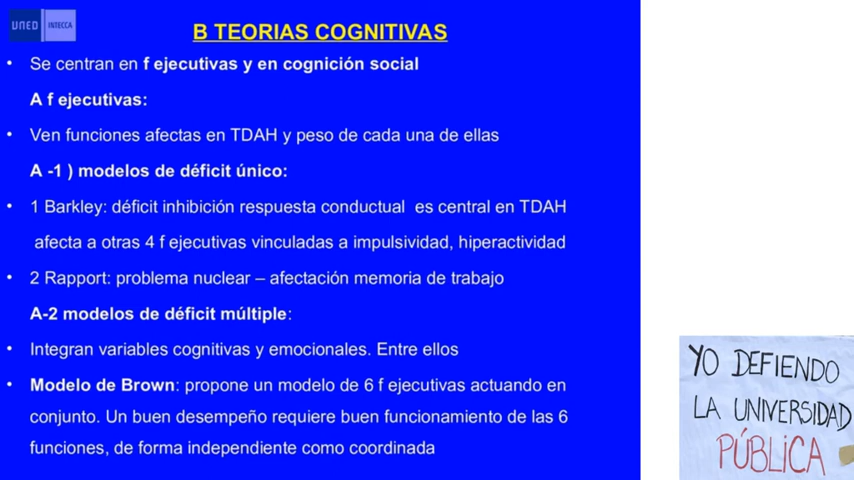 UNED INTECCA
B TEORIAS COGNITIVAS
• Se centran en f ejecutivas y en cognición social
A f ejecutivas:
• Ven funciones afectas en TDAH y peso de cada una de ellas
A -1 ) modelos de déficit único:
• 1 Barkley: déficit inhibición respuesta conductual es central en TDAH
afecta a otras 4 f ejecutivas vinculadas a impulsividad, hiperactividad
• 2 Rapport: problema nuclear – afectación memoria de trabajo
A-2 modelos de déficit múltiple:
• Integran variables cognitivas y emocionales. Entre ellos
• Modelo de Brown: propone un modelo de 6 f ejecutivas actuando en
conjunto. Un buen desempeño requiere buen funcionamiento de las 6
funciones, de forma independiente como coordinada
YO DEFIENDO
LA UNIVERSIDAD
PÚBLICA